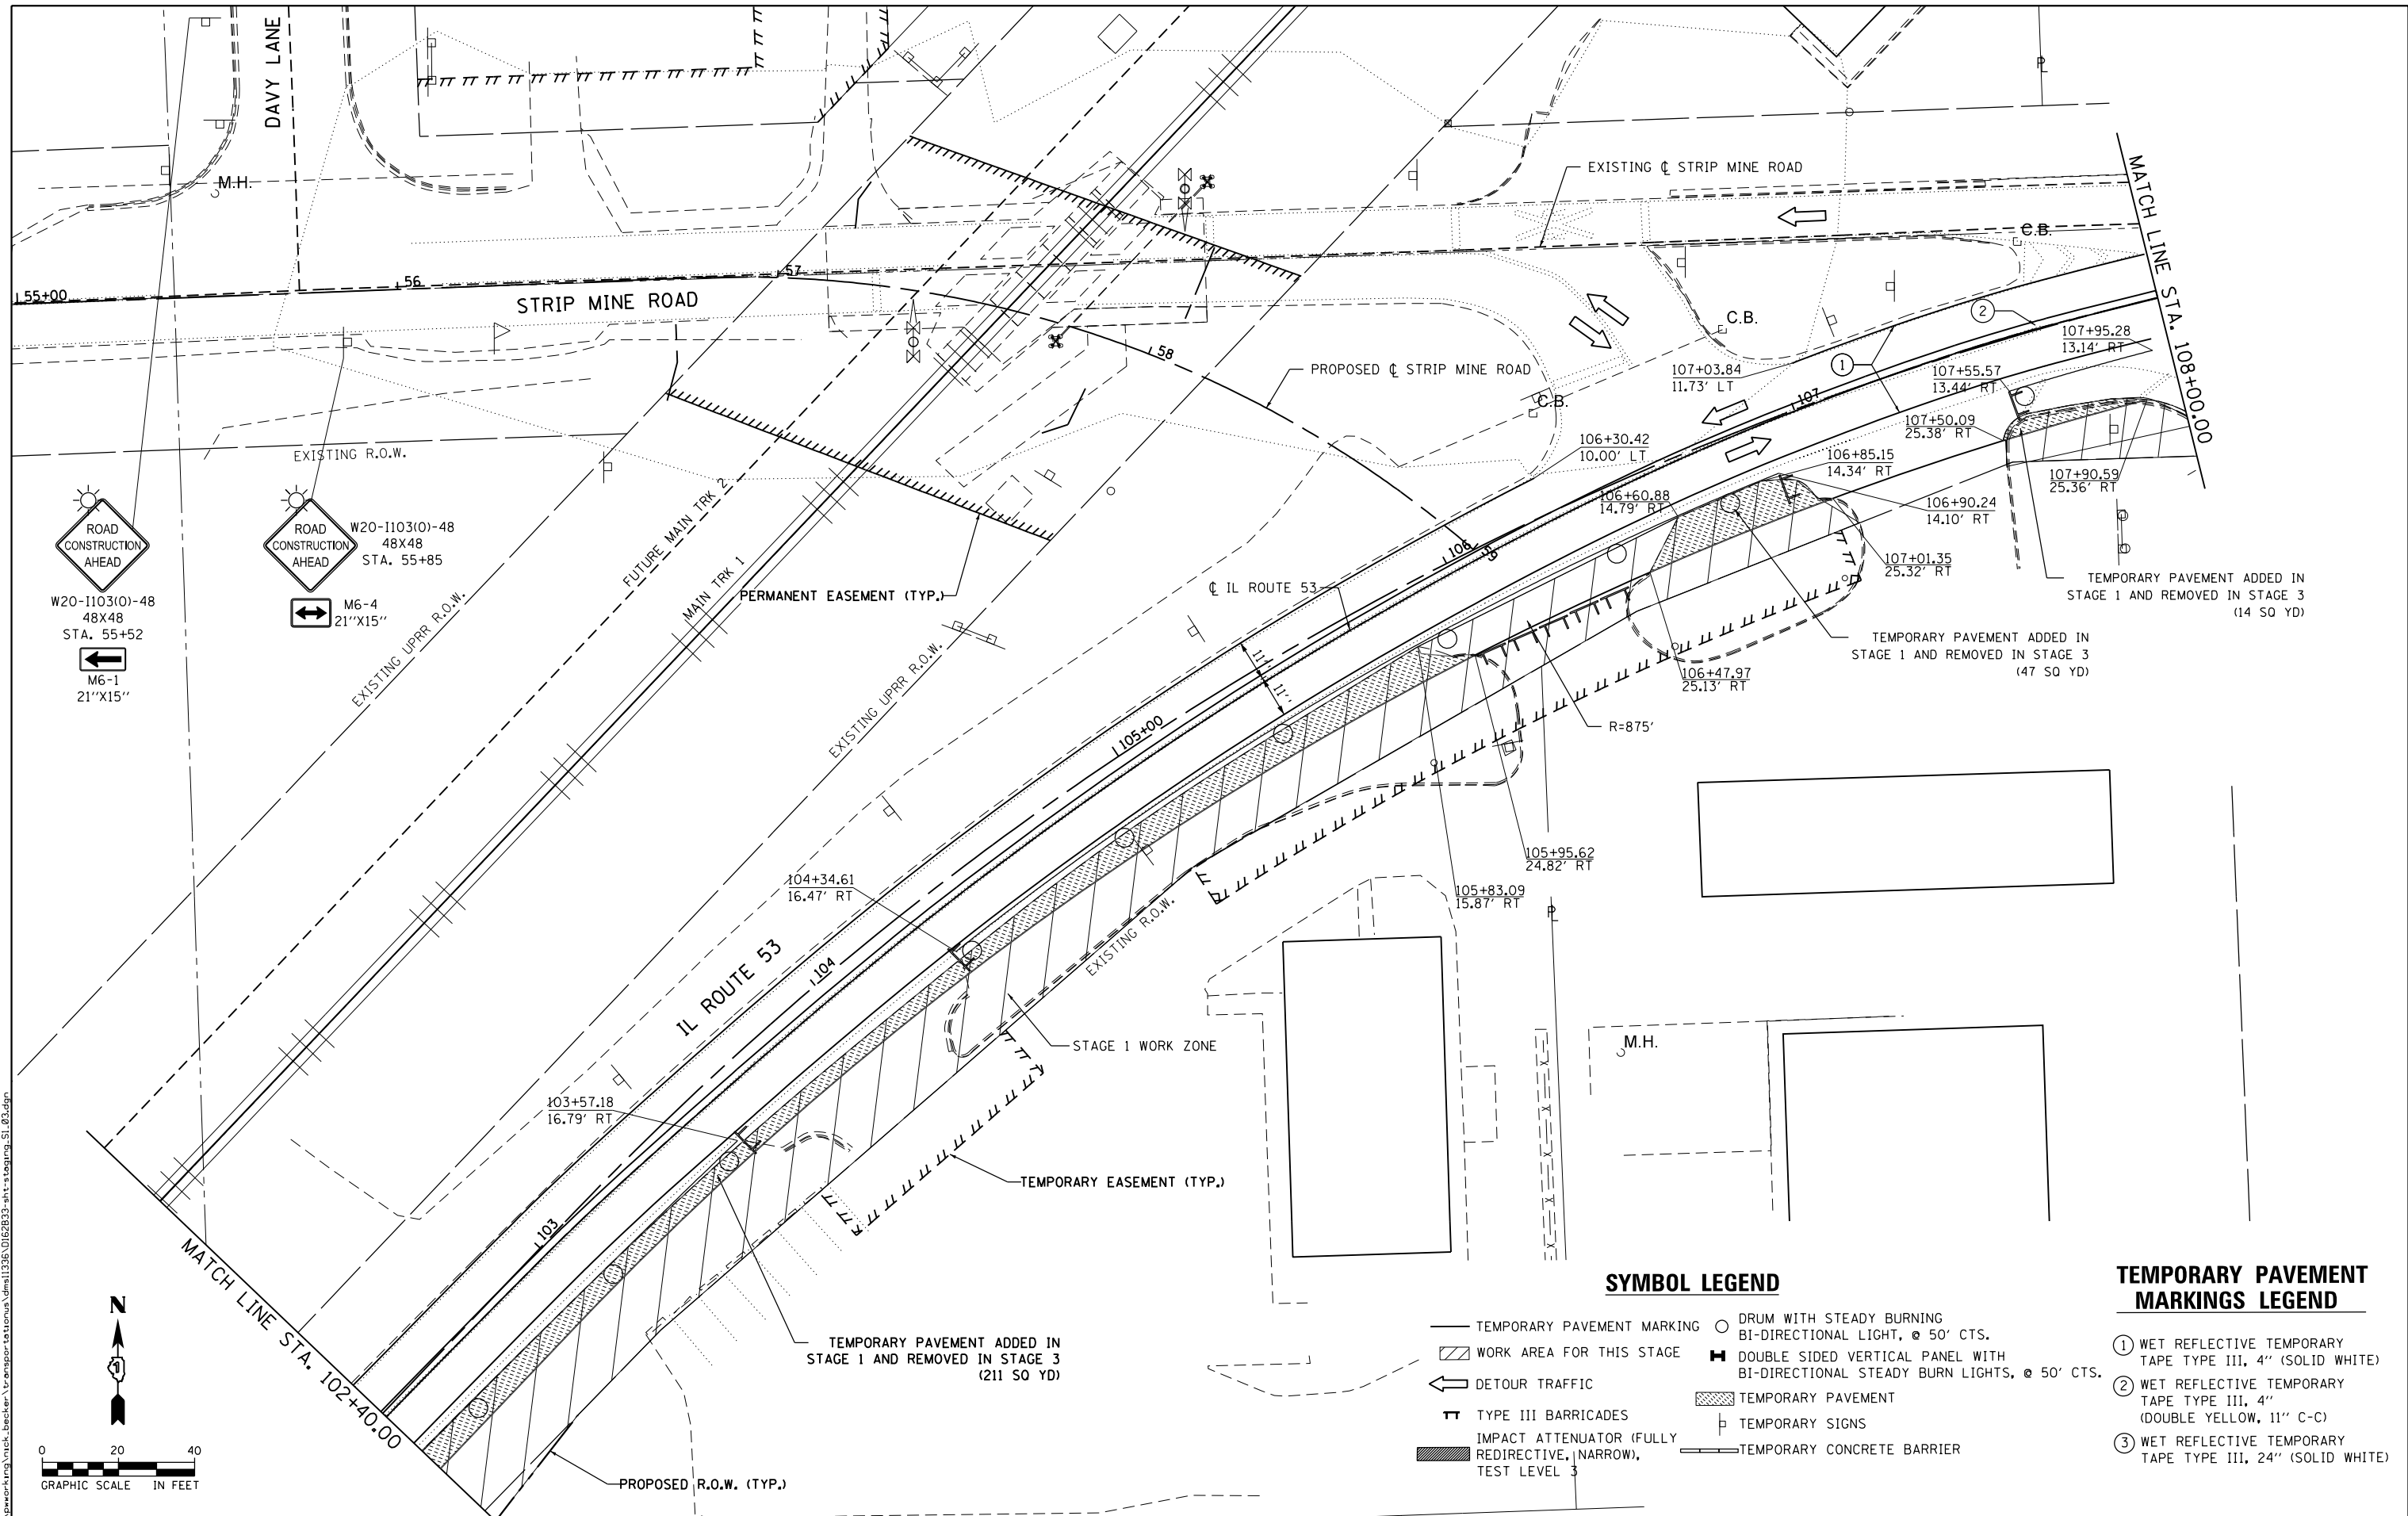 DAVY LANE
M.H.
55+00
56
57
58
59
STRIP MINE ROAD
EXISTING ℄ STRIP MINE ROAD
PROPOSED ℄ STRIP MINE ROAD
C.B.
C.B.
C.B.
P̲L
MATCH LINE STA. 108+00.00
EXISTING R.O.W.
ROAD
CONSTRUCTION
AHEAD
W20-I103(0)-48
48X48
STA. 55+52
M6-1
21''X15''
ROAD
CONSTRUCTION
AHEAD
W20-I103(0)-48
48X48
STA. 55+85
M6-4
21''X15''
EXISTING UPRR R.O.W.
FUTURE MAIN TRK 2
MAIN TRK 1
PERMANENT EASEMENT (TYP.)
EXISTING UPRR R.O.W.
℄ IL ROUTE 53
11'
11'
1
2
107+03.84
11.73' LT
106+30.42
10.00' LT
107+95.28
13.14' RT
107+55.57
13.44' RT
107+50.09
25.38' RT
106+85.15
14.34' RT
107+90.59
25.36' RT
106+60.88
14.79' RT
106+90.24
14.10' RT
107+01.35
25.32' RT
TEMPORARY PAVEMENT ADDED IN
STAGE 1 AND REMOVED IN STAGE 3
(14 SQ YD)
TEMPORARY PAVEMENT ADDED IN
STAGE 1 AND REMOVED IN STAGE 3
(47 SQ YD)
106+47.97
25.13' RT
R=875'
105+95.62
24.82' RT
105+83.09
15.87' RT
107
106
105+00
104
103
104+34.61
16.47' RT
IL ROUTE 53
EXISTING R.O.W.
P̲L
M.H.
STAGE 1 WORK ZONE
103+57.18
16.79' RT
TEMPORARY EASEMENT (TYP.)
MATCH LINE STA. 102+40.00
TEMPORARY PAVEMENT ADDED IN
STAGE 1 AND REMOVED IN STAGE 3
(211 SQ YD)
PROPOSED R.O.W. (TYP.)
N
0 20 40
GRAPHIC SCALE IN FEET
SYMBOL LEGEND
TEMPORARY PAVEMENT MARKING
WORK AREA FOR THIS STAGE
DETOUR TRAFFIC
TYPE III BARRICADES
IMPACT ATTENUATOR (FULLY
REDIRECTIVE, NARROW),
TEST LEVEL 3
DRUM WITH STEADY BURNING
BI-DIRECTIONAL LIGHT, @ 50' CTS.
DOUBLE SIDED VERTICAL PANEL WITH
BI-DIRECTIONAL STEADY BURN LIGHTS, @ 50' CTS.
TEMPORARY PAVEMENT
TEMPORARY SIGNS
TEMPORARY CONCRETE BARRIER
TEMPORARY PAVEMENT
MARKINGS LEGEND
1 WET REFLECTIVE TEMPORARY
TAPE TYPE III, 4'' (SOLID WHITE)
2 WET REFLECTIVE TEMPORARY
TAPE TYPE III, 4''
(DOUBLE YELLOW, 11'' C-C)
3 WET REFLECTIVE TEMPORARY
TAPE TYPE III, 24'' (SOLID WHITE)